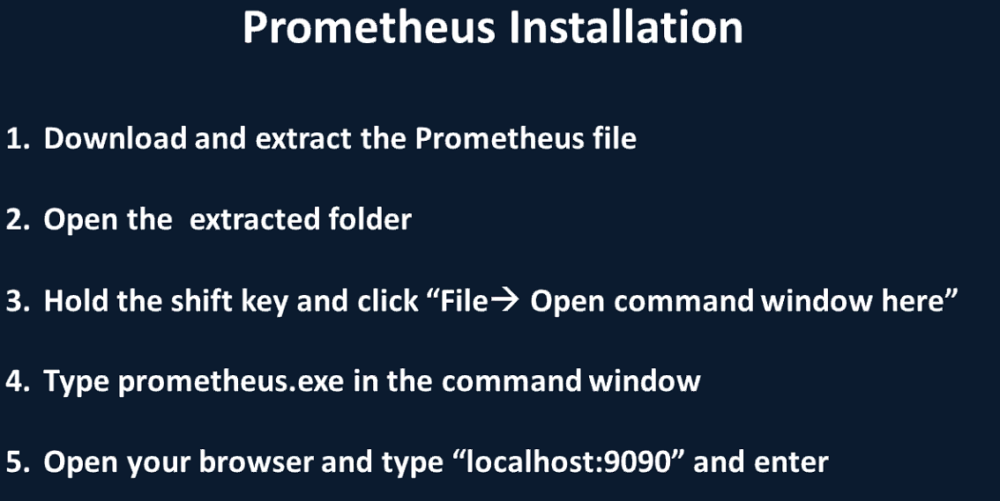 Prometheus Installation
1. Download and extract the Prometheus file
2. Open the  extracted folder
3. Hold the shift key and click “File→ Open command window here”
4. Type prometheus.exe in the command window
5. Open your browser and type “localhost:9090” and enter